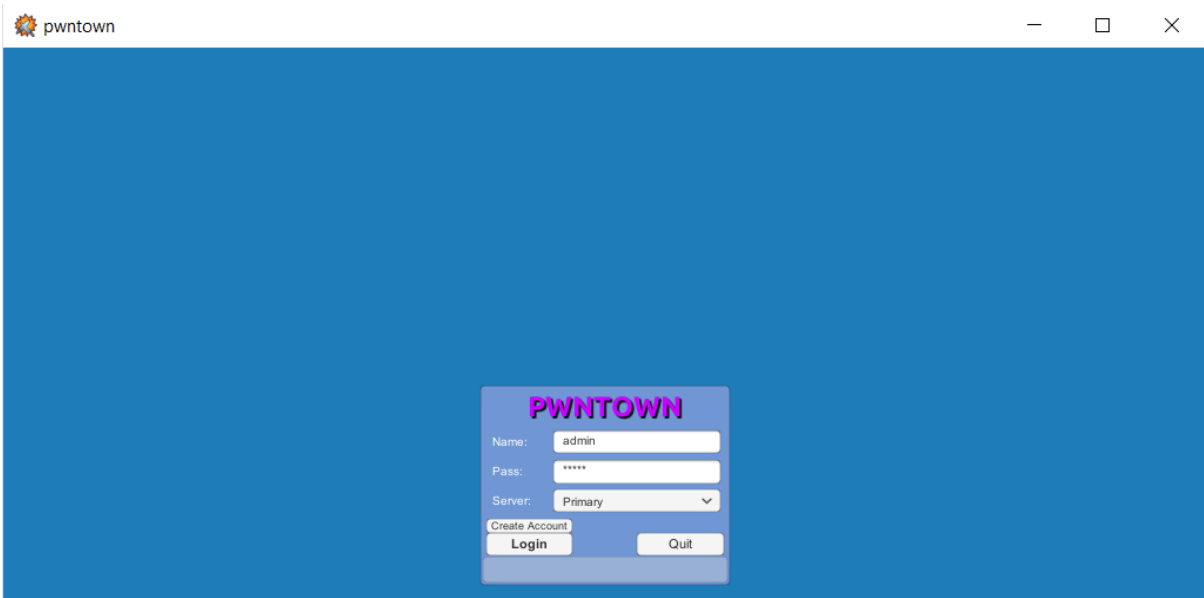 pwntown
PWNTOWN
Name: admin
Pass: *****
Server: Primary
Create Account
Login Quit